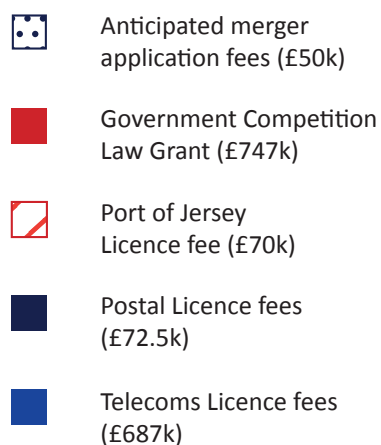 Anticipated merger
application fees (£50k)
Government Competition
Law Grant (£747k)
Port of Jersey
Licence fee (£70k)
Postal Licence fees
(£72.5k)
Telecoms Licence fees
(£687k)